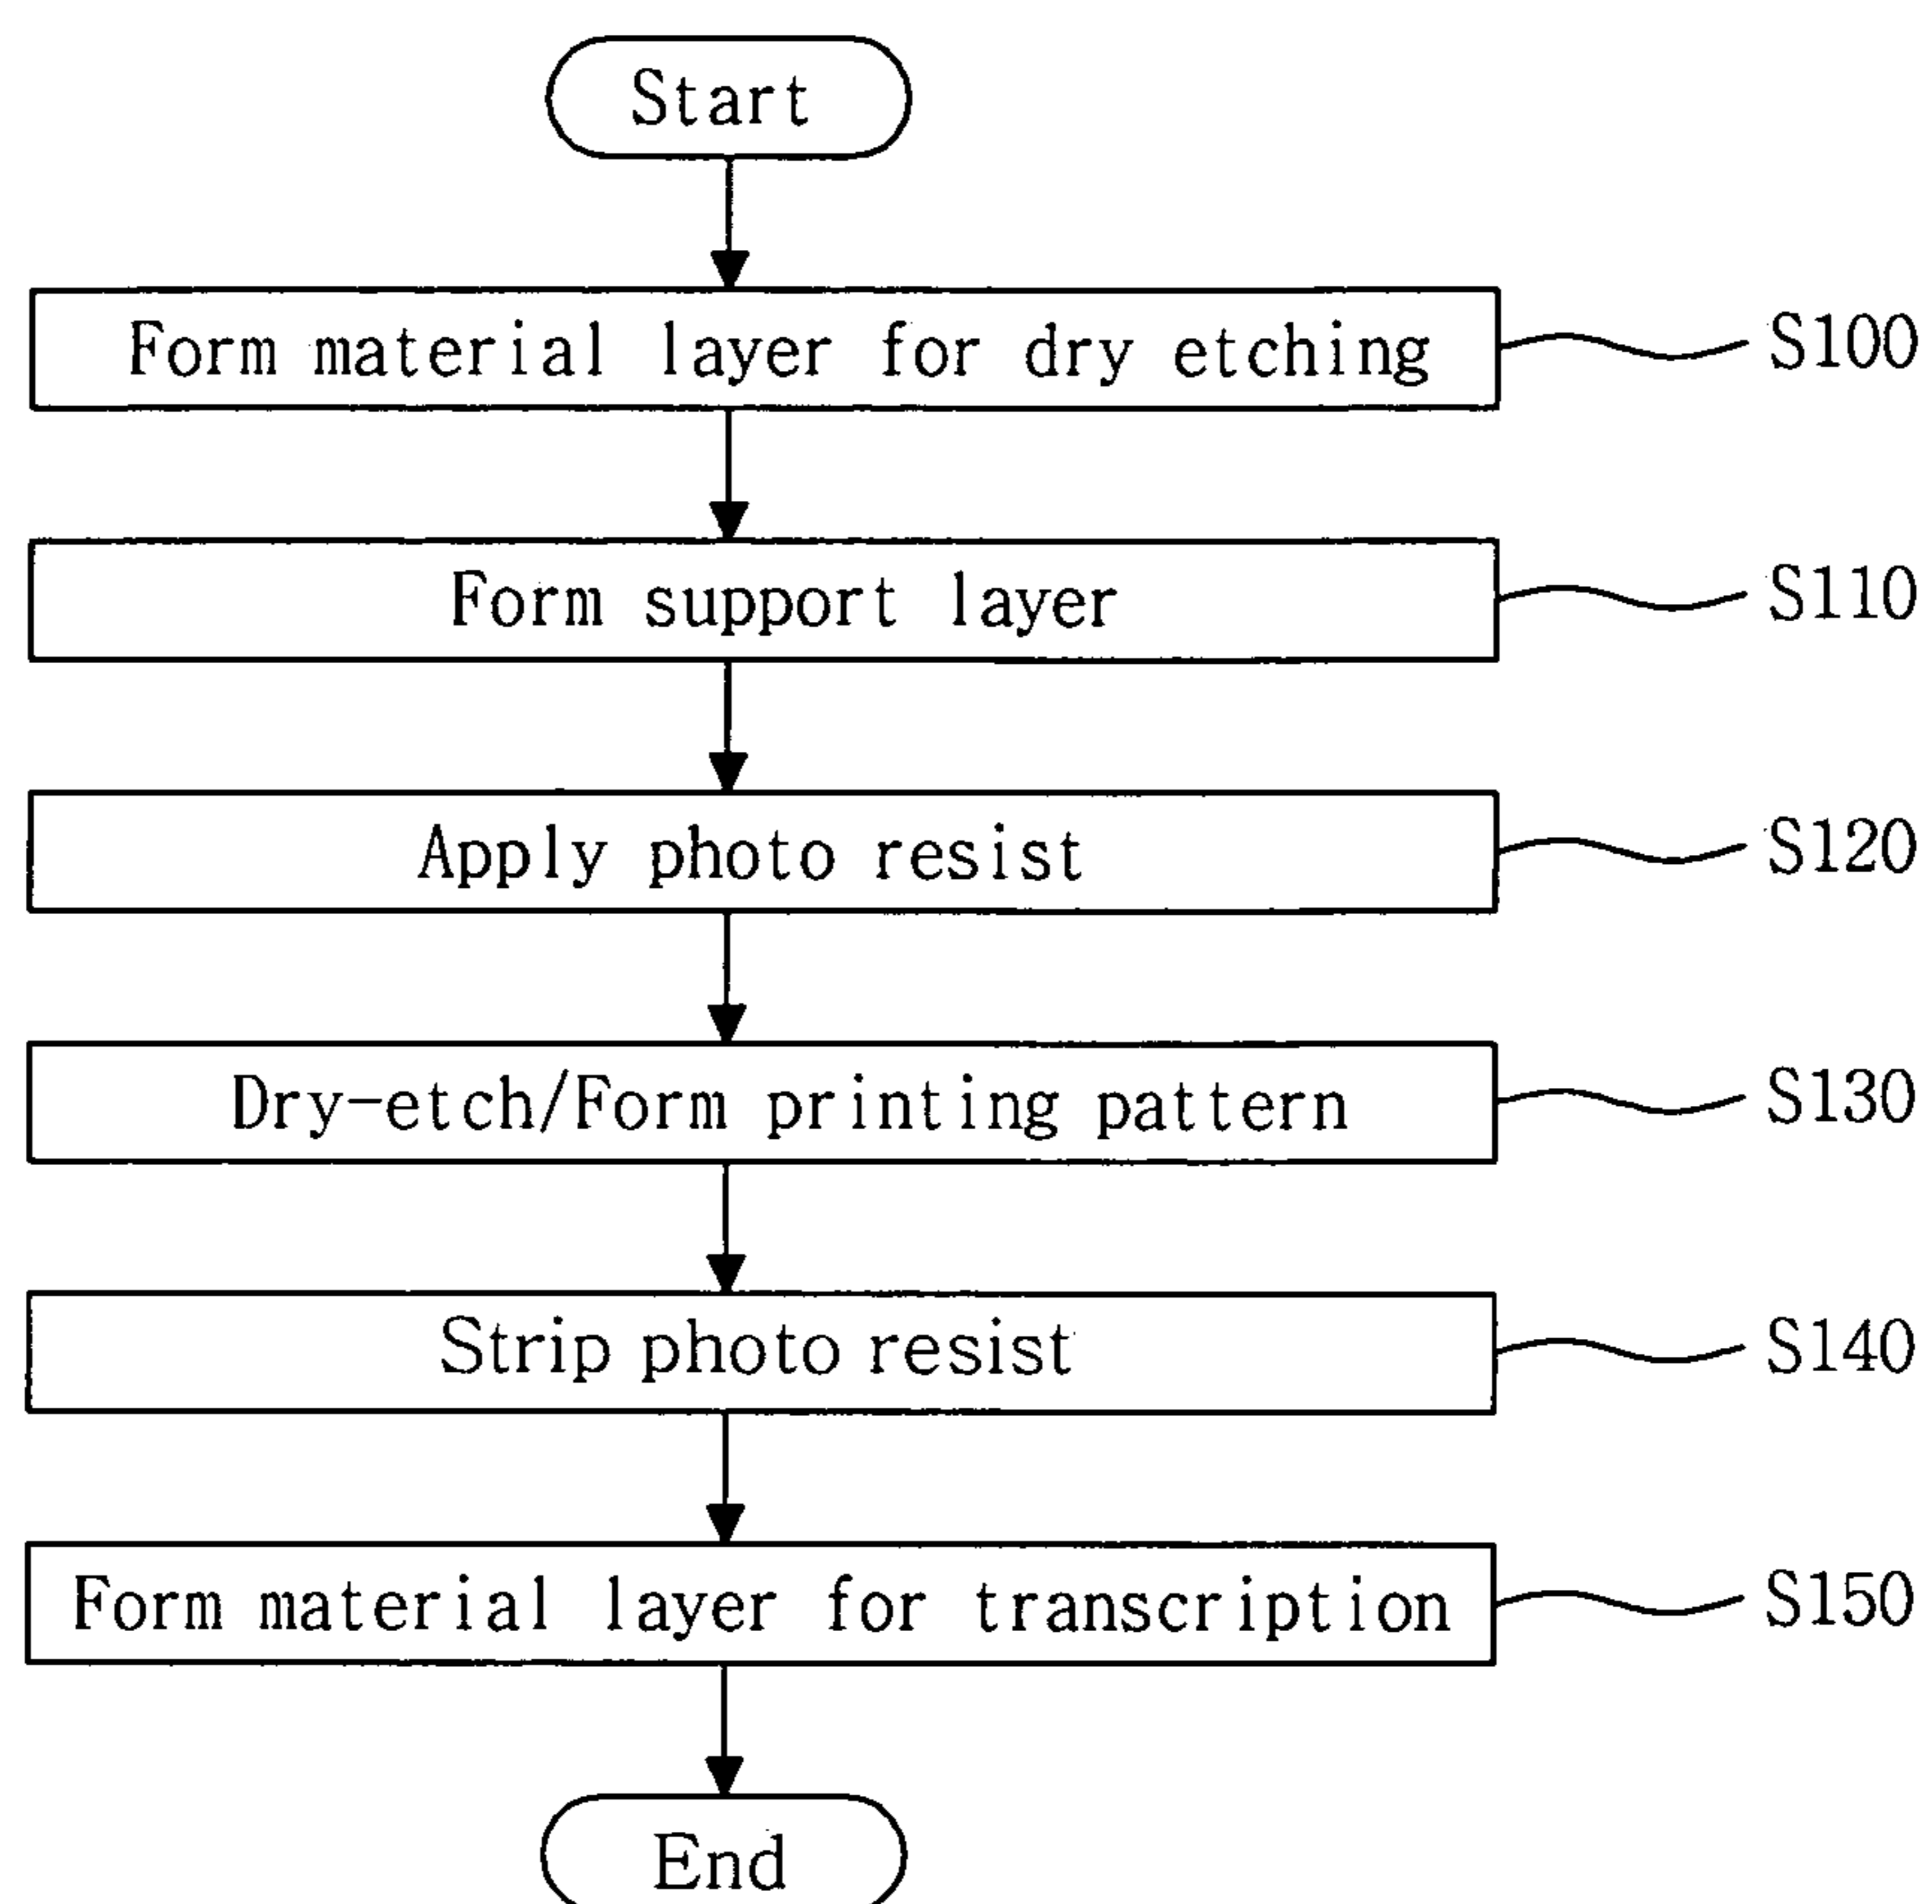 Start
Form material layer for dry etching S100
Form support layer S110
Apply photo resist S120
Dry-etch/Form printing pattern S130
Strip photo resist S140
Form material layer for transcription S150
End